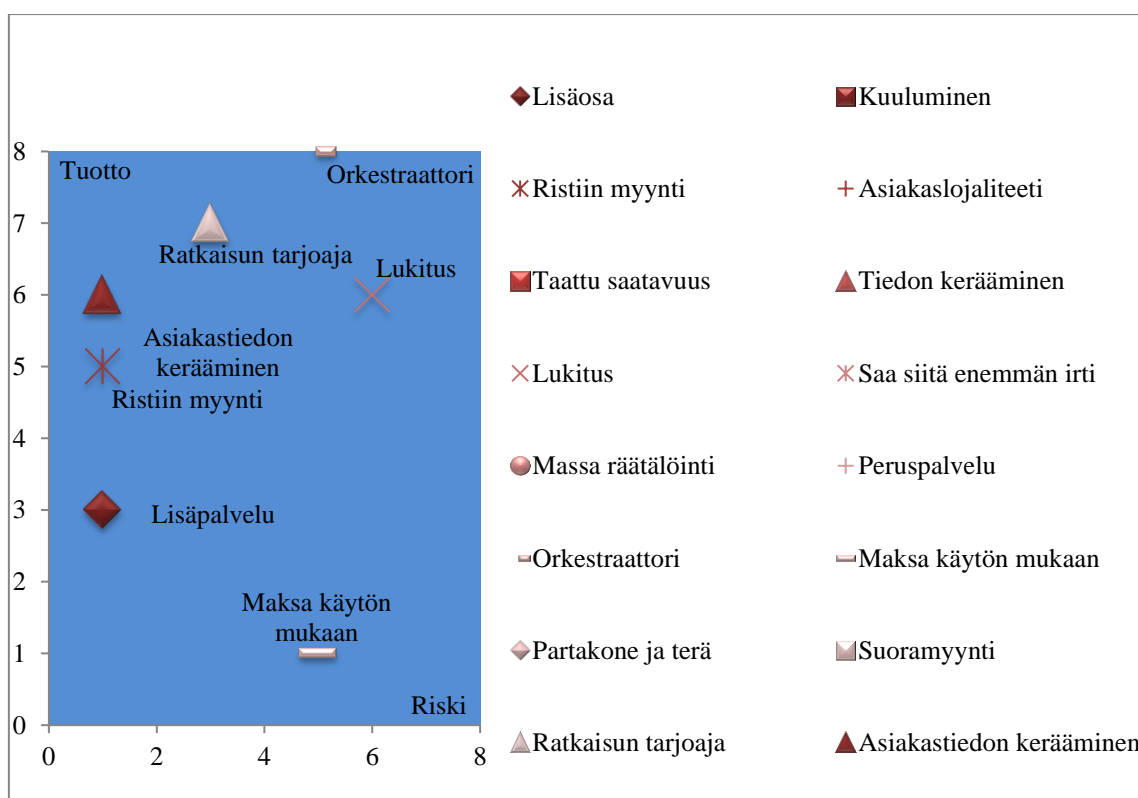 Lisäosa
Kuuluminen
Ristiin myynti
Asiakaslojaliteeti
Taattu saatavuus
Tiedon kerääminen
Lukitus
Saa siitä enemmän irti
Massa räätälöinti
Peruspalvelu
Orkestraattori
Maksa käytön mukaan
Partakone ja terä
Suoramyynti
Ratkaisun tarjoaja
Asiakastiedon kerääminen
8
7
6
5
4
3
2
1
0
Tuotto
Orkestraattori
Ratkaisun tarjoaja
Lukitus
Asiakastiedon
kerääminen
Ristiin myynti
Lisäpalvelu
Maksa käytön
mukaan
Riski
0
2
4
6
8